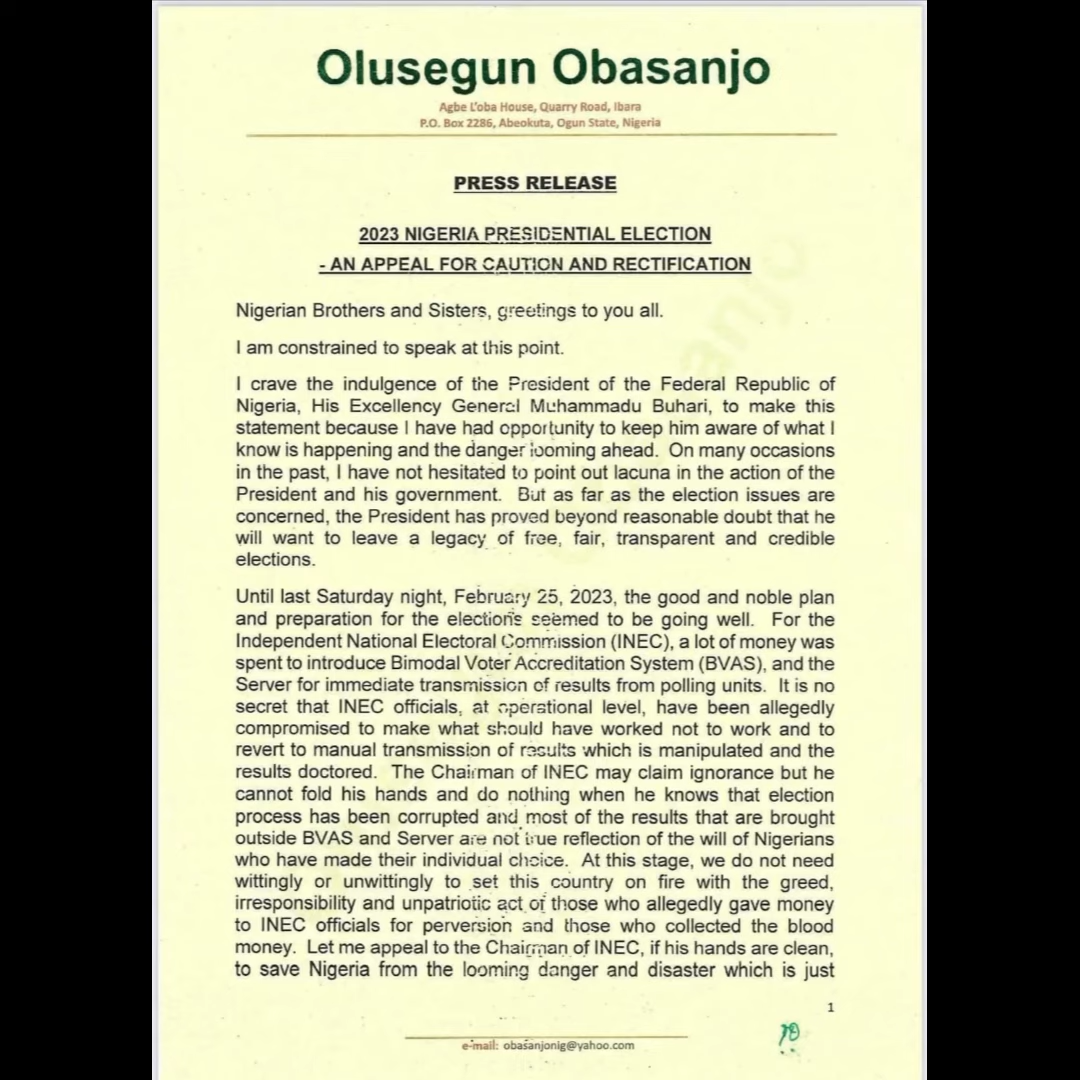 Olusegun Obasanjo
Agbe L'oba House, Quarry Road, Ibara
P.O. Box 2286, Abeokuta, Ogun State, Nigeria
PRESS RELEASE
2023 NIGERIA PRESIDENTIAL ELECTION
- AN APPEAL FOR CAUTION AND RECTIFICATION
Nigerian Brothers and Sisters, greetings to you all.
I am constrained to speak at this point.
I crave the indulgence of the President of the Federal Republic of
Nigeria, His Excellency General Muhammadu Buhari, to make this
statement because I have had opportunity to keep him aware of what I
know is happening and the danger looming ahead. On many occasions
in the past, I have not hesitated to point out lacuna in the action of the
President and his government. But as far as the election issues are
concerned, the President has proved beyond reasonable doubt that he
will want to leave a legacy of free, fair, transparent and credible
elections.
Until last Saturday night, February 25, 2023, the good and noble plan
and preparation for the elections seemed to be going well. For the
Independent National Electoral Commission (INEC), a lot of money was
spent to introduce Bimodal Voter Accreditation System (BVAS), and the
Server for immediate transmission of results from polling units. It is no
secret that INEC officials, at operational level, have been allegedly
compromised to make what should have worked not to work and to
revert to manual transmission of results which is manipulated and the
results doctored. The Chairman of INEC may claim ignorance but he
cannot fold his hands and do nothing when he knows that election
process has been corrupted and most of the results that are brought
outside BVAS and Server are not true reflection of the will of Nigerians
who have made their individual choice. At this stage, we do not need
wittingly or unwittingly to set this country on fire with the greed,
irresponsibility and unpatriotic act of those who allegedly gave money
to INEC officials for perversion and those who collected the blood
money. Let me appeal to the Chairman of INEC, if his hands are clean,
to save Nigeria from the looming danger and disaster which is just
1
e-mail: obasanjonig@yahoo.com